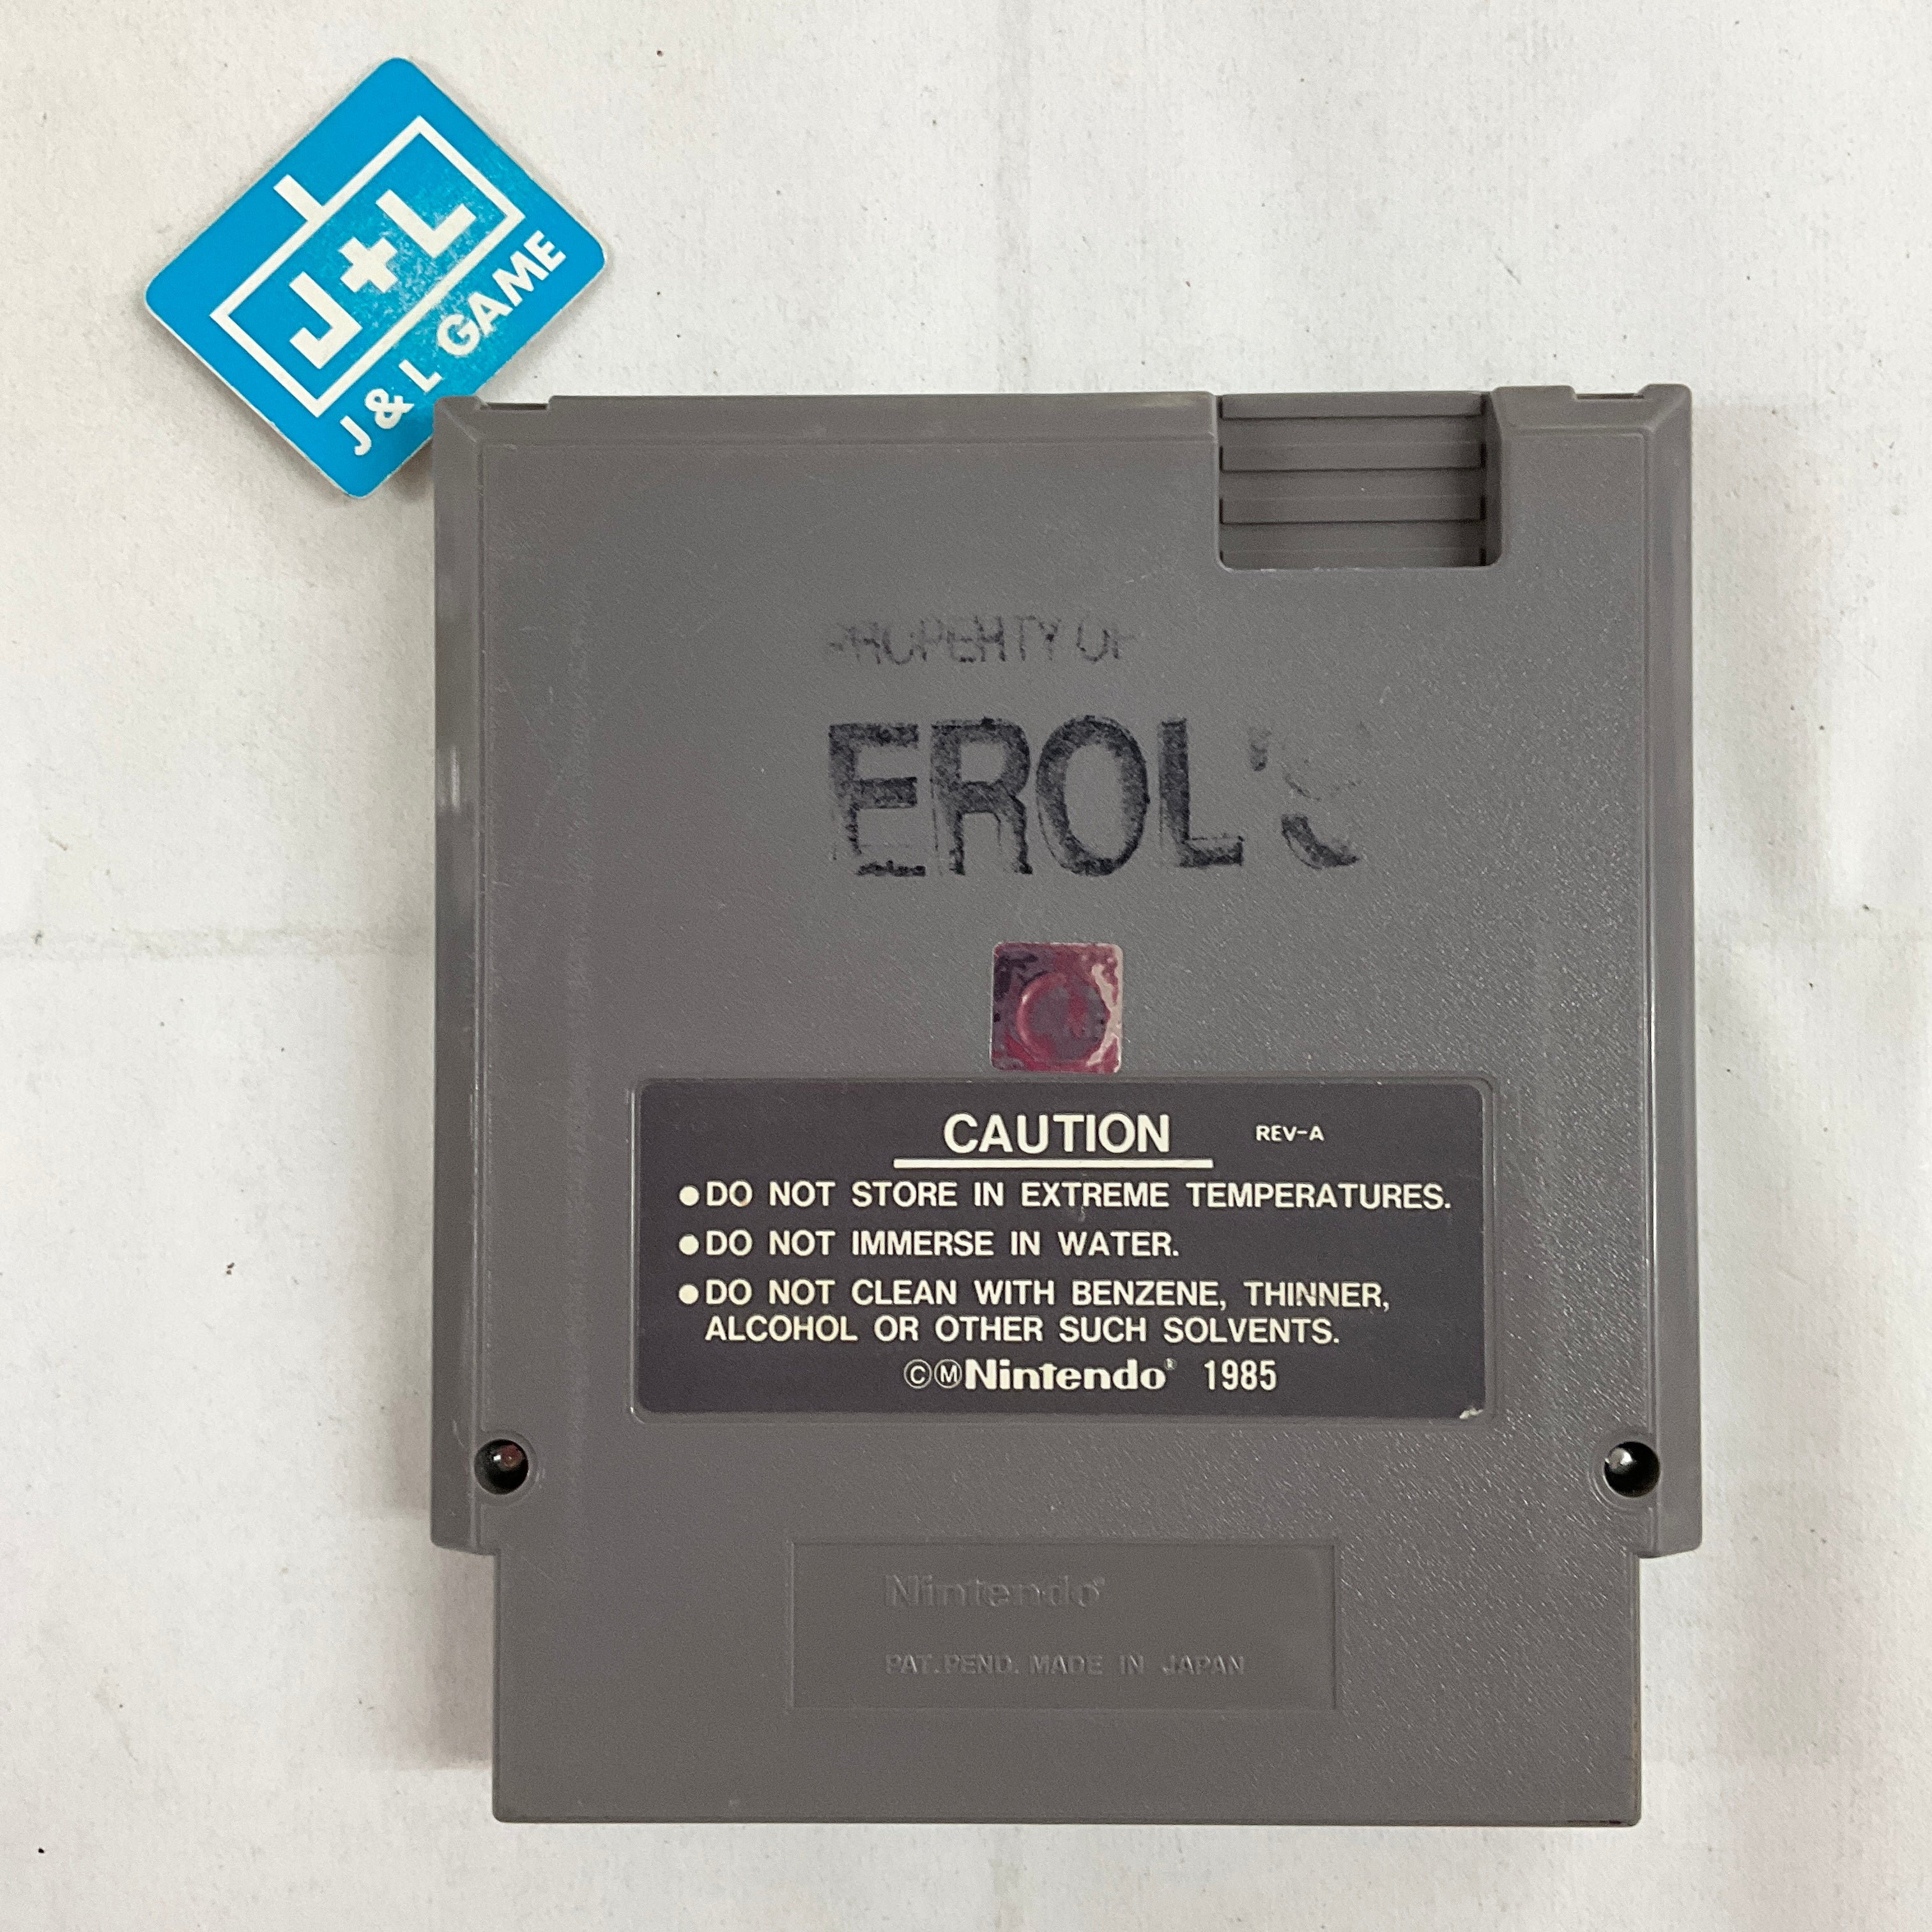 J+L
J & L GAME
PROPERTY OF
EROL'S
CAUTION REV-A
●DO NOT STORE IN EXTREME TEMPERATURES.
●DO NOT IMMERSE IN WATER.
●DO NOT CLEAN WITH BENZENE, THINNER,
ALCOHOL OR OTHER SUCH SOLVENTS.
©ⓂNintendo® 1985
Nintendo®
PAT. PEND. MADE IN JAPAN